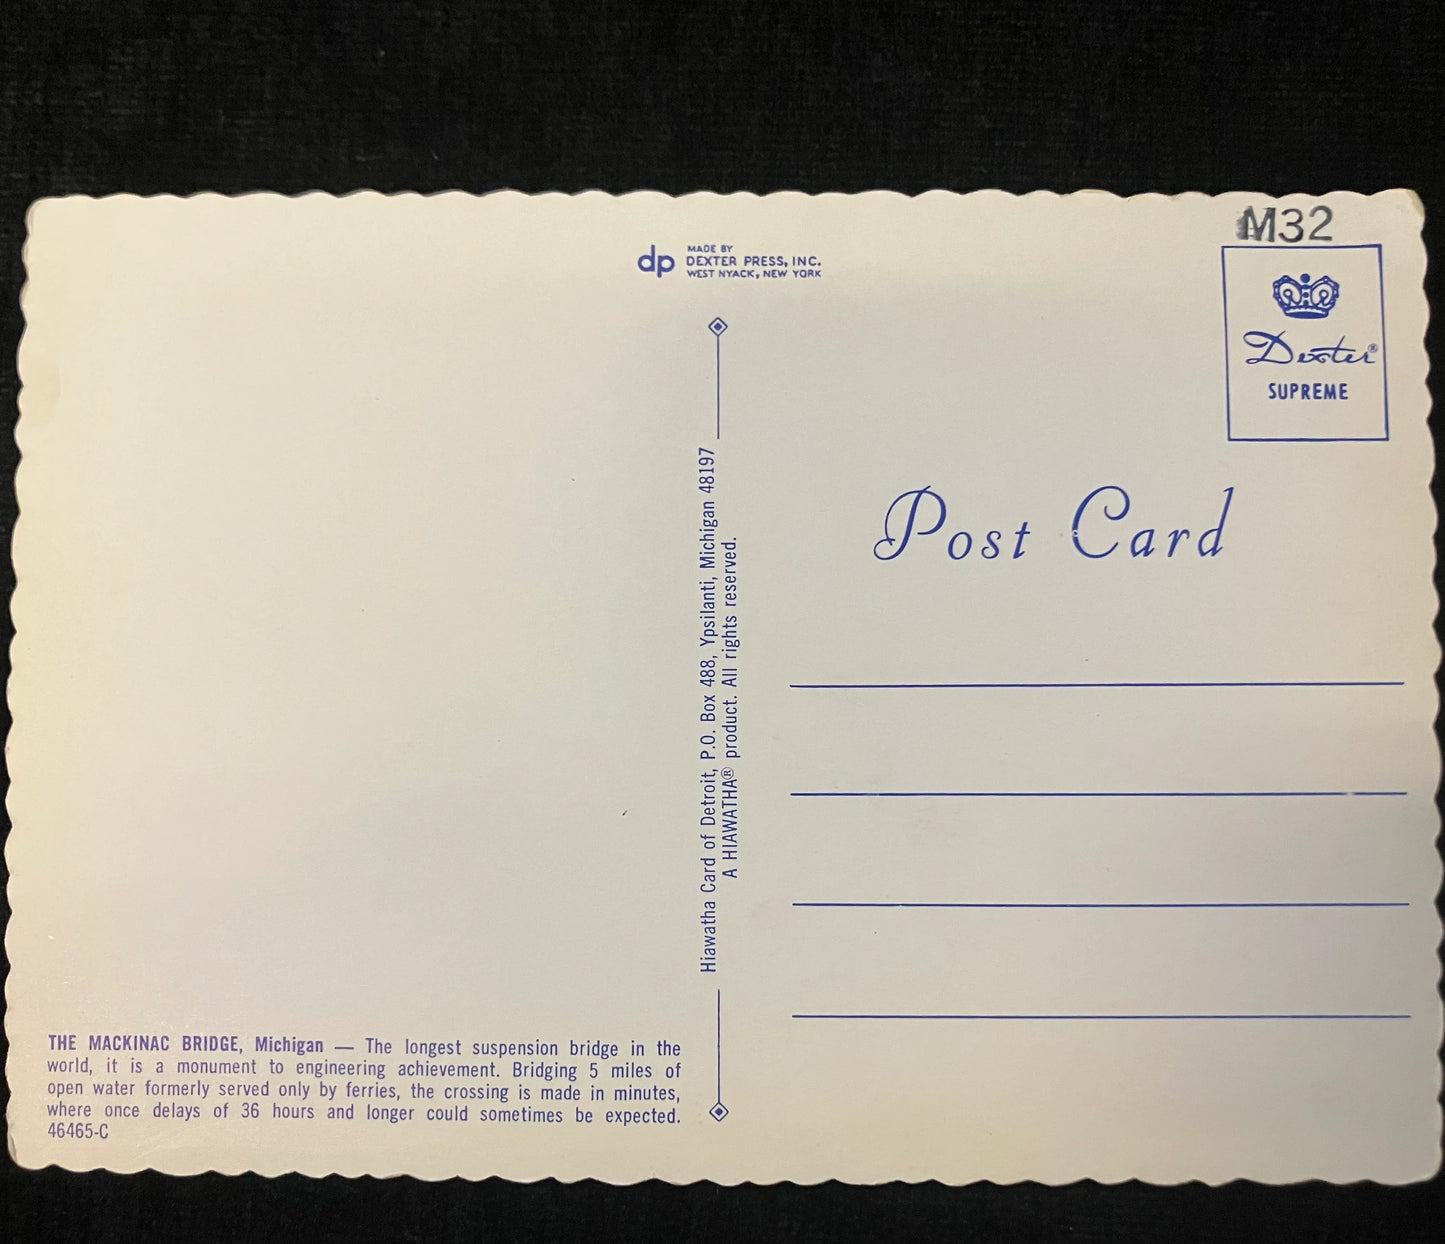 M32
dp
MADE BY
DEXTER PRESS, INC.
WEST NYACK, NEW YORK
Dexter®
SUPREME
Post Card
Hiawatha Card of Detroit, P.O. Box 488, Ypsilanti, Michigan 48197
A HIAWATHA® product. All rights reserved.
THE MACKINAC BRIDGE, Michigan — The longest suspension bridge in the
world, it is a monument to engineering achievement. Bridging 5 miles of
open water formerly served only by ferries, the crossing is made in minutes,
where once delays of 36 hours and longer could sometimes be expected.
46465-C